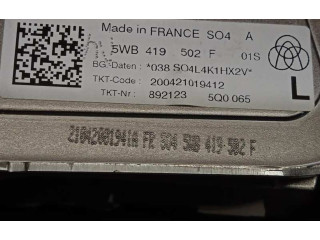 Made in FRANCE SO4 A
5WB 419 502 F 01S
BG-Daten : *038 SO4L4K1HX2V*
TKT-Code : 200421019412
TKT-Nr : 892123 5Q0 065
L
21042001941A FR SO4 5WB 419 502 F